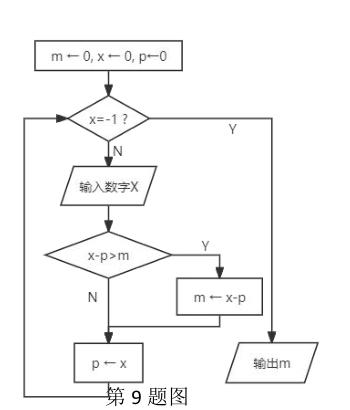 m ← 0, x ← 0, p←0
x=-1 ?
Y
N
输入数字X
x-p>m
Y
N
m ← x-p
p ← x
输出m
第 9 题图